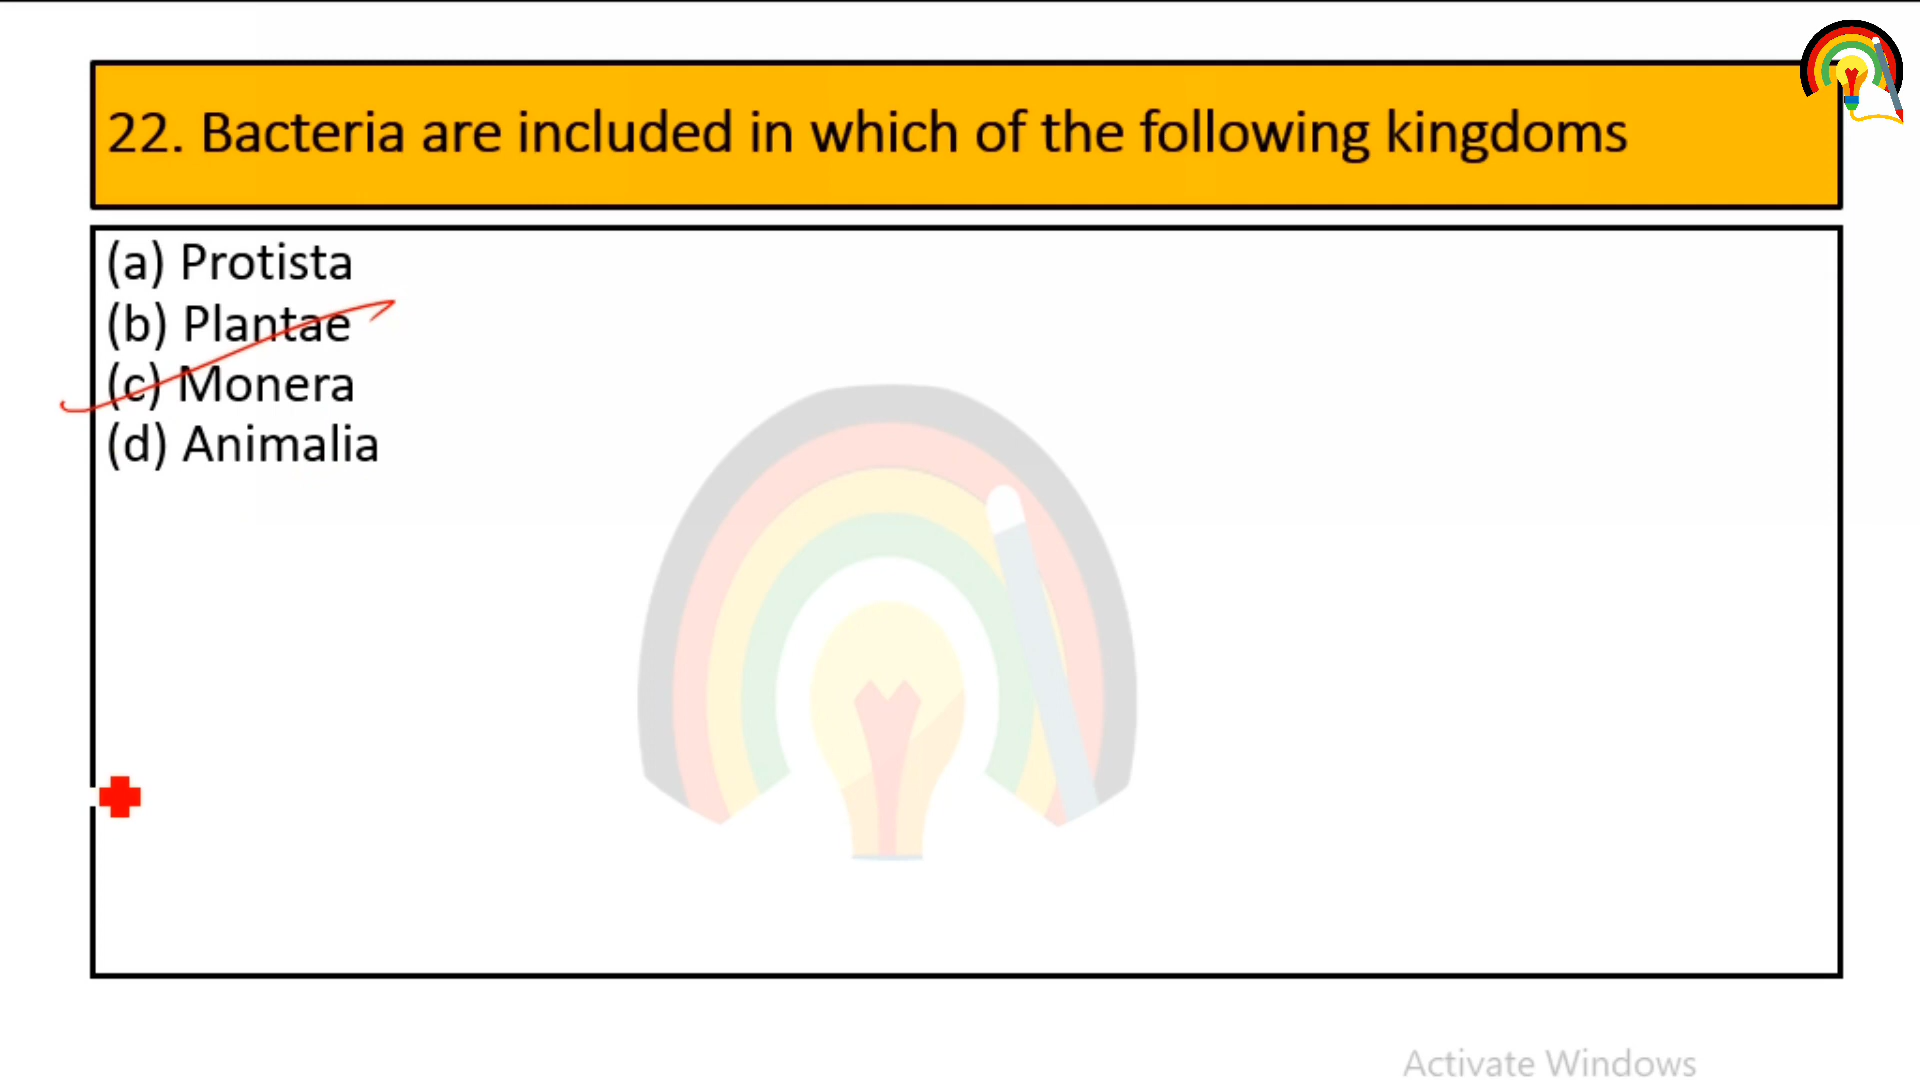 22. Bacteria are included in which of the following kingdoms
(a) Protista
(b) Plantae
(c) Monera
(d) Animalia
Activate Windows